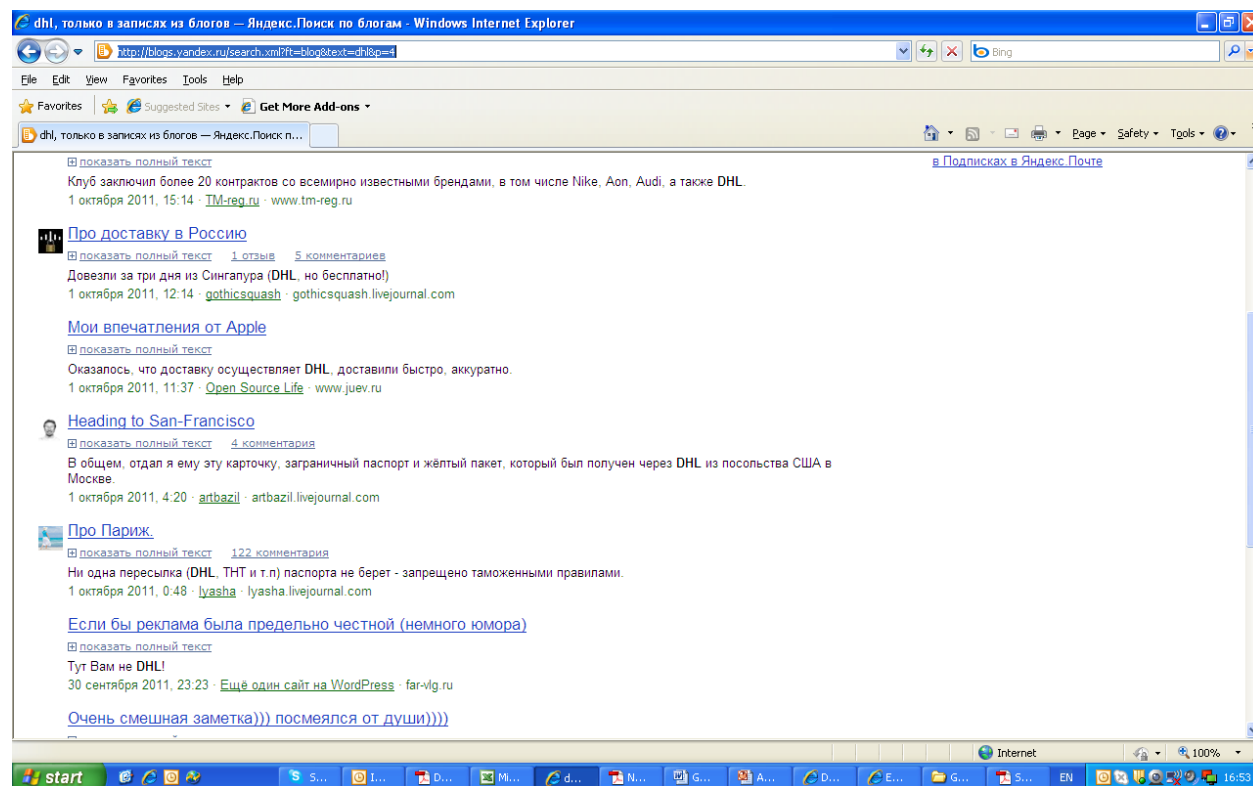 dhl, только в записях из блогов — Яндекс.Поиск по блогам - Windows Internet Explorer
http://blogs.yandex.ru/search.xml?ft=blog&text=dhl&p=4
Bing
File Edit View Favorites Tools Help
Favorites Suggested Sites Get More Add-ons
dhl, только в записях из блогов — Яндекс.Поиск п... Page Safety Tools
показать полный текст
в Подписках в Яндекс.Почте
Клуб заключил более 20 контрактов со всемирно известными брендами, в том числе Nike, Aon, Audi, а также DHL.
1 октября 2011, 15:14 · TM-reg.ru · www.tm-reg.ru
Про доставку в Россию
показать полный текст 1 отзыв 5 комментариев
Довезли за три дня из Сингапура (DHL, но бесплатно!)
1 октября 2011, 12:14 · gothicsquash · gothicsquash.livejournal.com
Мои впечатления от Apple
показать полный текст
Оказалось, что доставку осуществляет DHL, доставили быстро, аккуратно.
1 октября 2011, 11:37 · Open Source Life · www.juev.ru
Heading to San-Francisco
показать полный текст 4 комментария
В общем, отдал я ему эту карточку, заграничный паспорт и жёлтый пакет, который был получен через DHL из посольства США в
Москве.
1 октября 2011, 4:20 · artbazil · artbazil.livejournal.com
Про Париж.
показать полный текст 122 комментария
Ни одна пересылка (DHL, ТНТ и т.п) паспорта не берет - запрещено таможенными правилами.
1 октября 2011, 0:48 · lyasha · lyasha.livejournal.com
Если бы реклама была предельно честной (немного юмора)
показать полный текст
Тут Вам не DHL!
30 сентября 2011, 23:23 · Ещё один сайт на WordPress · far-vlg.ru
Очень смешная заметка))) посмеялся от души))))
Internet 100%
start S... I... D... Mi... d... N... G... A... D... E... G... S... EN 16:53